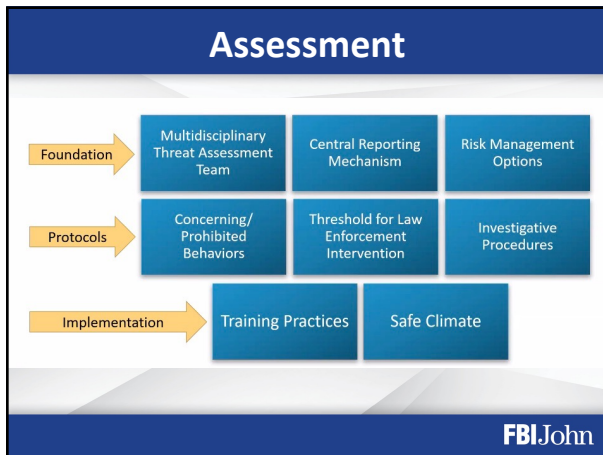 Assessment
Foundation
Multidisciplinary
Threat Assessment
Team
Central Reporting
Mechanism
Risk Management
Options
Protocols
Concerning/
Prohibited
Behaviors
Threshold for Law
Enforcement
Intervention
Investigative
Procedures
Implementation
Training Practices
Safe Climate
FBIJohn